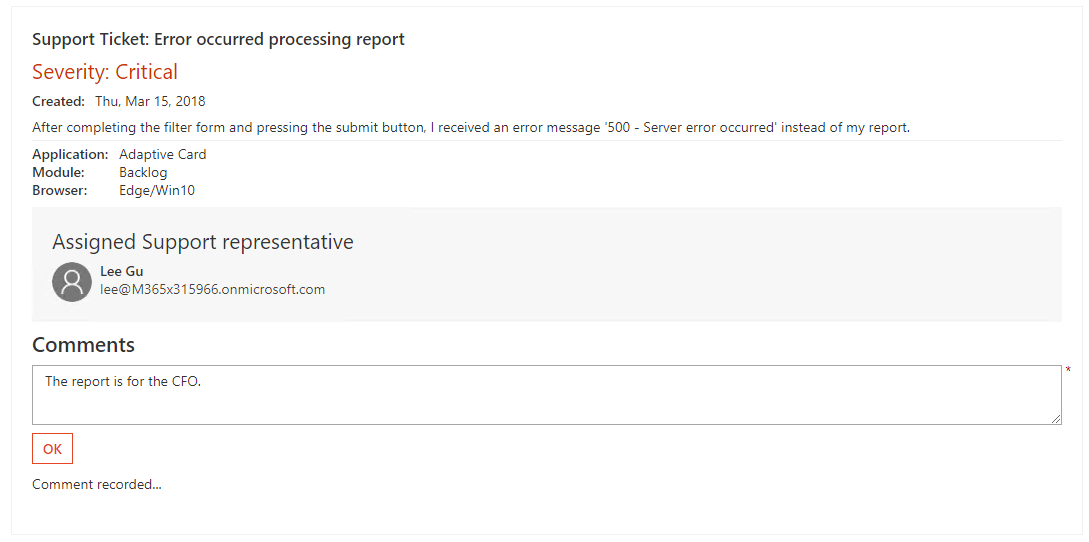 Support Ticket: Error occurred processing report
Severity: Critical
Created: Thu, Mar 15, 2018
After completing the filter form and pressing the submit button, I received an error message '500 - Server error occurred' instead of my report.
Application: Adaptive Card
Module: Backlog
Browser: Edge/Win10
Assigned Support representative
Lee Gu
lee@M365x315966.onmicrosoft.com
Comments
The report is for the CFO.
*
OK
Comment recorded...